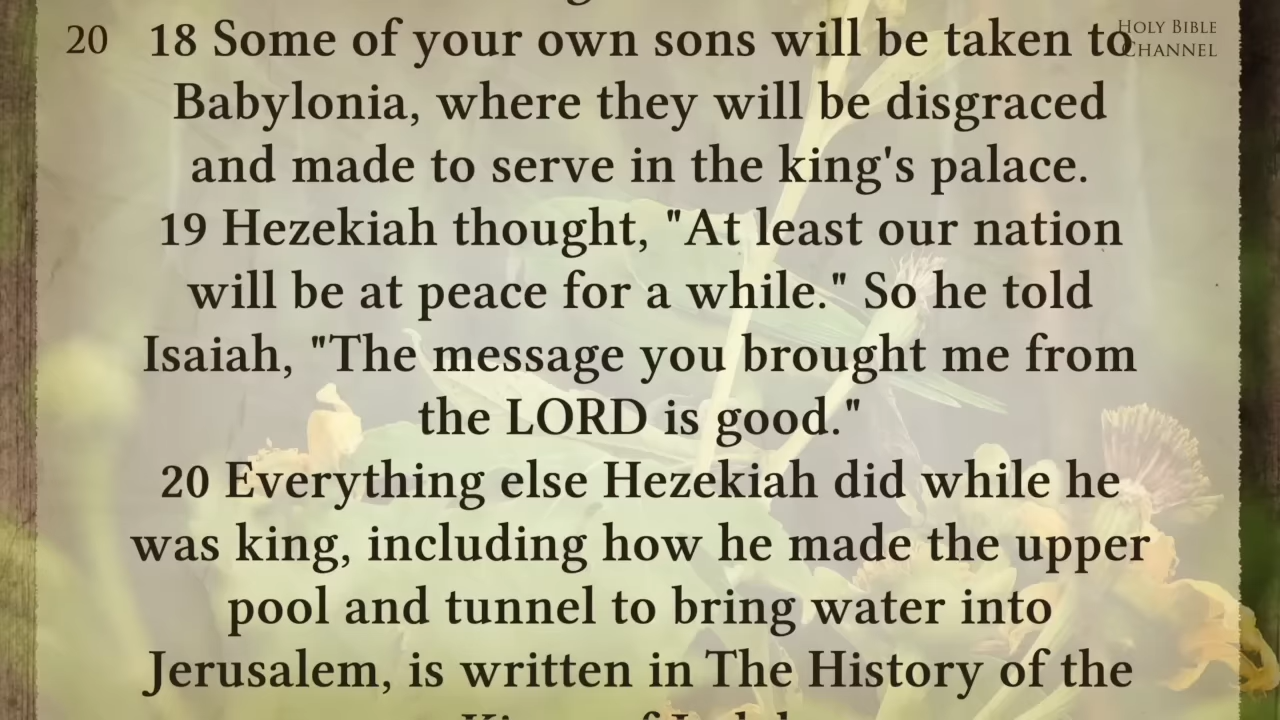 20
HOLY BIBLE
CHANNEL
18 Some of your own sons will be taken to
Babylonia, where they will be disgraced
and made to serve in the king's palace.
19 Hezekiah thought, "At least our nation
will be at peace for a while." So he told
Isaiah, "The message you brought me from
the LORD is good."
20 Everything else Hezekiah did while he
was king, including how he made the upper
pool and tunnel to bring water into
Jerusalem, is written in The History of the